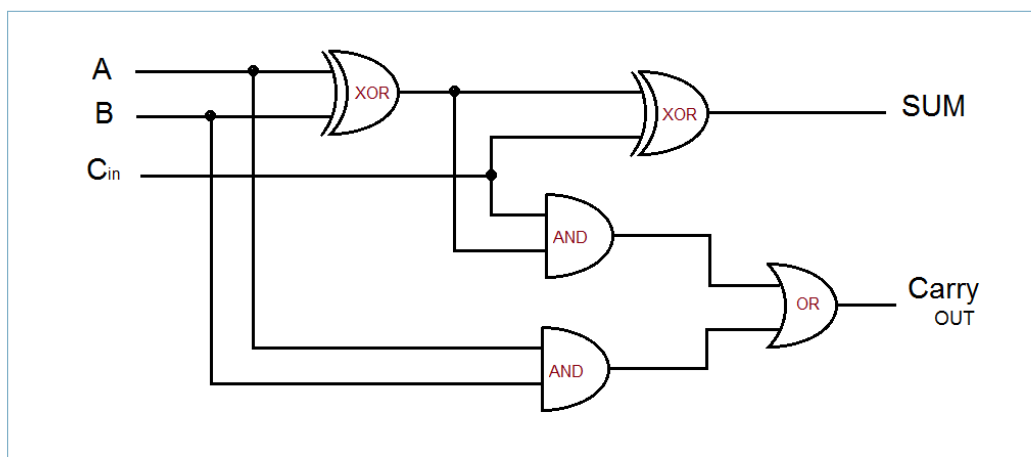 A
XOR
XOR
SUM
B
Cin
AND
Carry
OR
OUT
AND